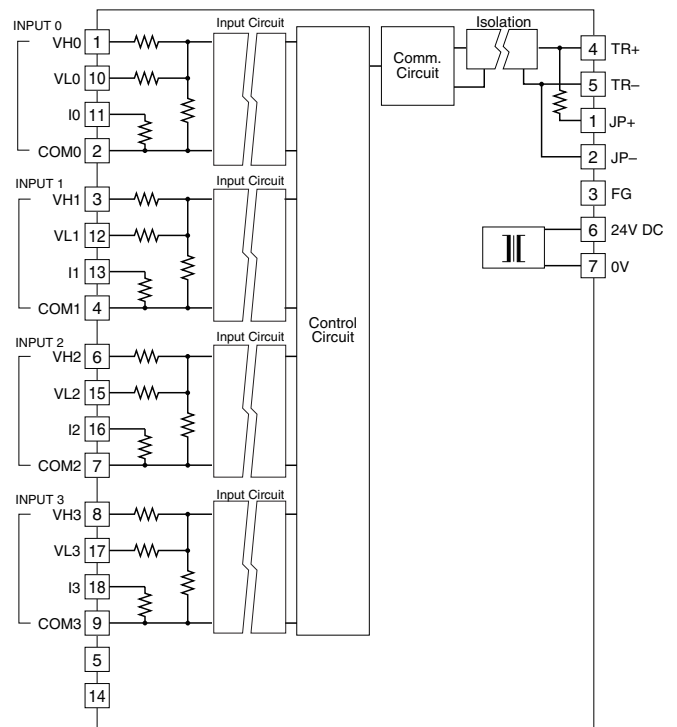 INPUT 0
VH0 1
VL0 10
I0 11
COM0 2
Input Circuit
INPUT 1
VH1 3
VL1 12
I1 13
COM1 4
Input Circuit
INPUT 2
VH2 6
VL2 15
I2 16
COM2 7
Input Circuit
INPUT 3
VH3 8
VL3 17
I3 18
COM3 9
Input Circuit
5
14
Control
Circuit
Comm.
Circuit
Isolation
4 TR+
5 TR–
1 JP+
2 JP–
3 FG
6 24V DC
7 0V